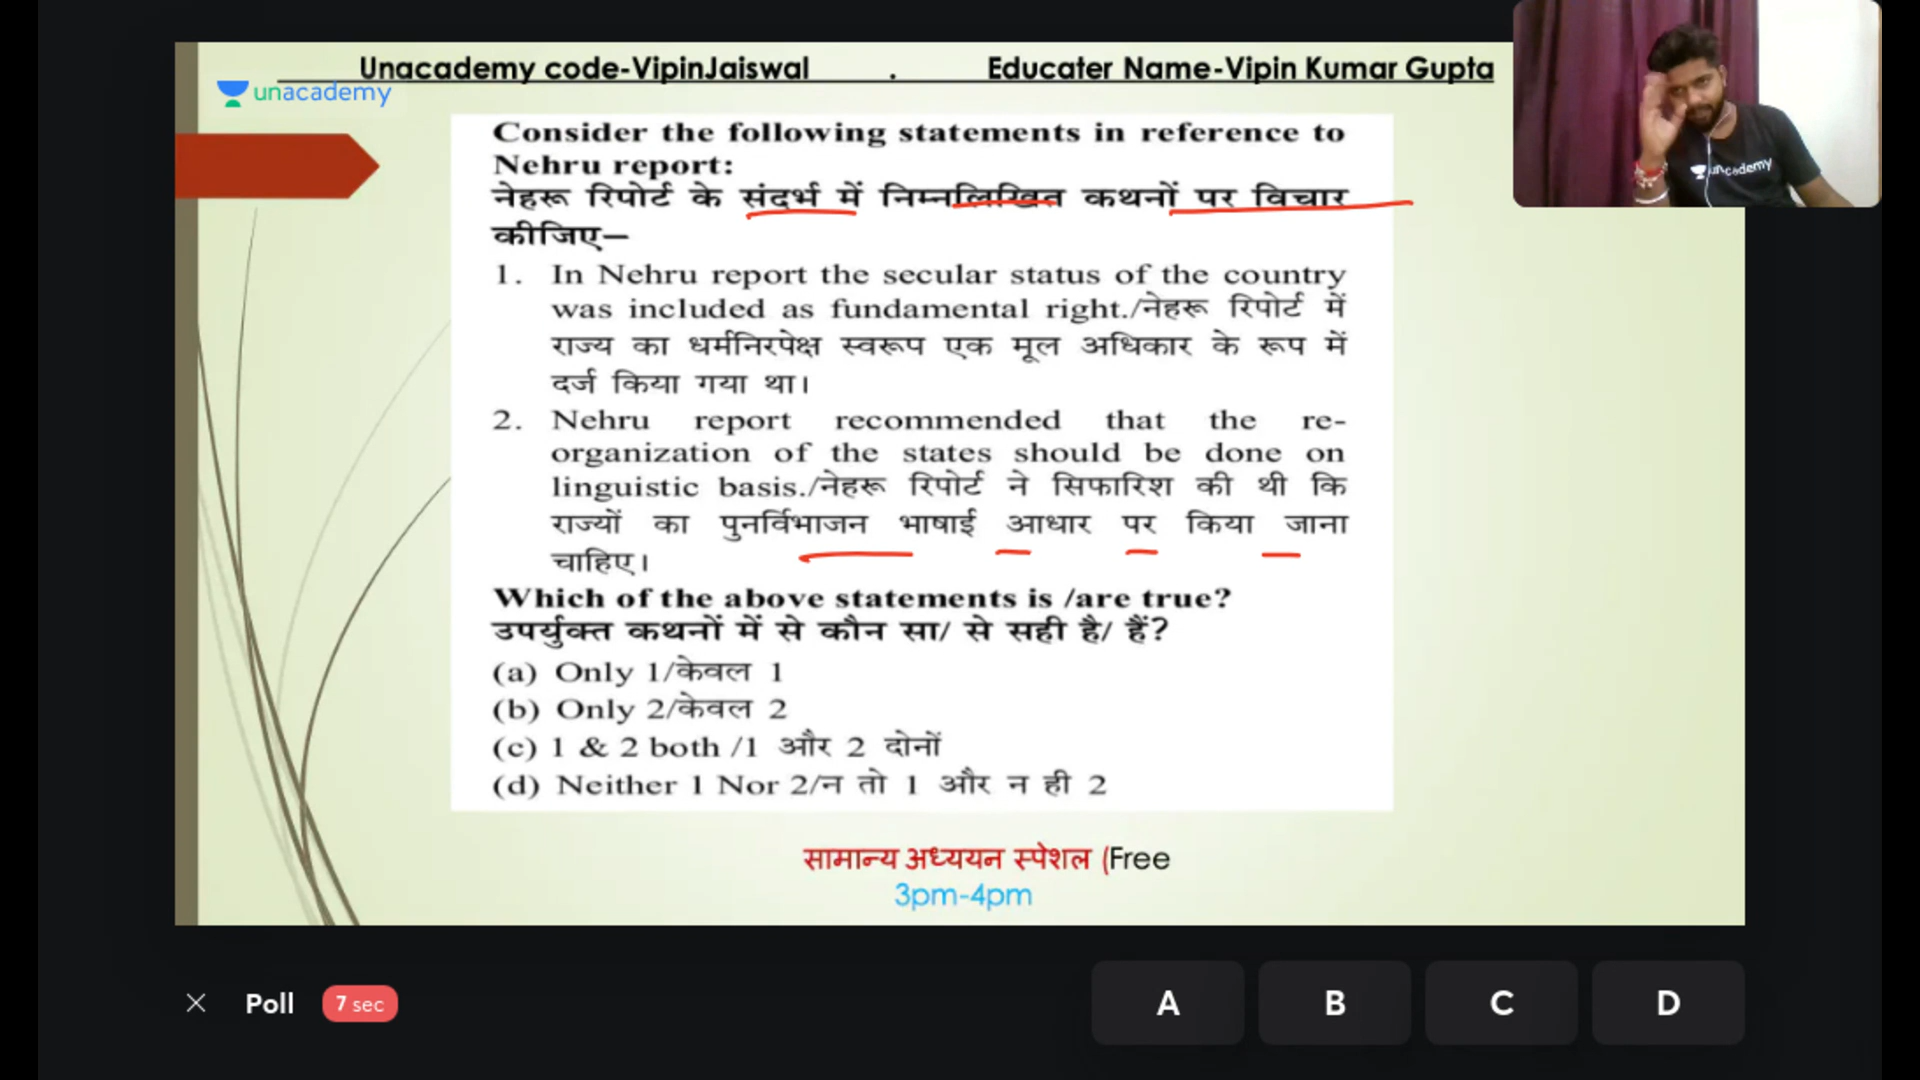 Unacademy code-VipinJaiswal . Educater Name-Vipin Kumar Gupta
unacademy
unacademy
Consider the following statements in reference to
Nehru report:
नेहरू रिपोर्ट के संदर्भ में निम्नलिखित कथनों पर विचार
कीजिए–
1. In Nehru report the secular status of the country
was included as fundamental right./नेहरू रिपोर्ट में
राज्य का धर्मनिरपेक्ष स्वरूप एक मूल अधिकार के रूप में
दर्ज किया गया था।
2. Nehru report recommended that the re-
organization of the states should be done on
linguistic basis./नेहरू रिपोर्ट ने सिफारिश की थी कि
राज्यों का पुनर्विभाजन भाषाई आधार पर किया जाना
चाहिए।
Which of the above statements is /are true?
उपर्युक्त कथनों में से कौन सा/ से सही है/ हैं?
(a) Only 1/केवल 1
(b) Only 2/केवल 2
(c) 1 & 2 both /1 और 2 दोनों
(d) Neither 1 Nor 2/न तो 1 और न ही 2
सामान्य अध्ययन स्पेशल (Free
3pm-4pm
Poll 7 sec A B C D